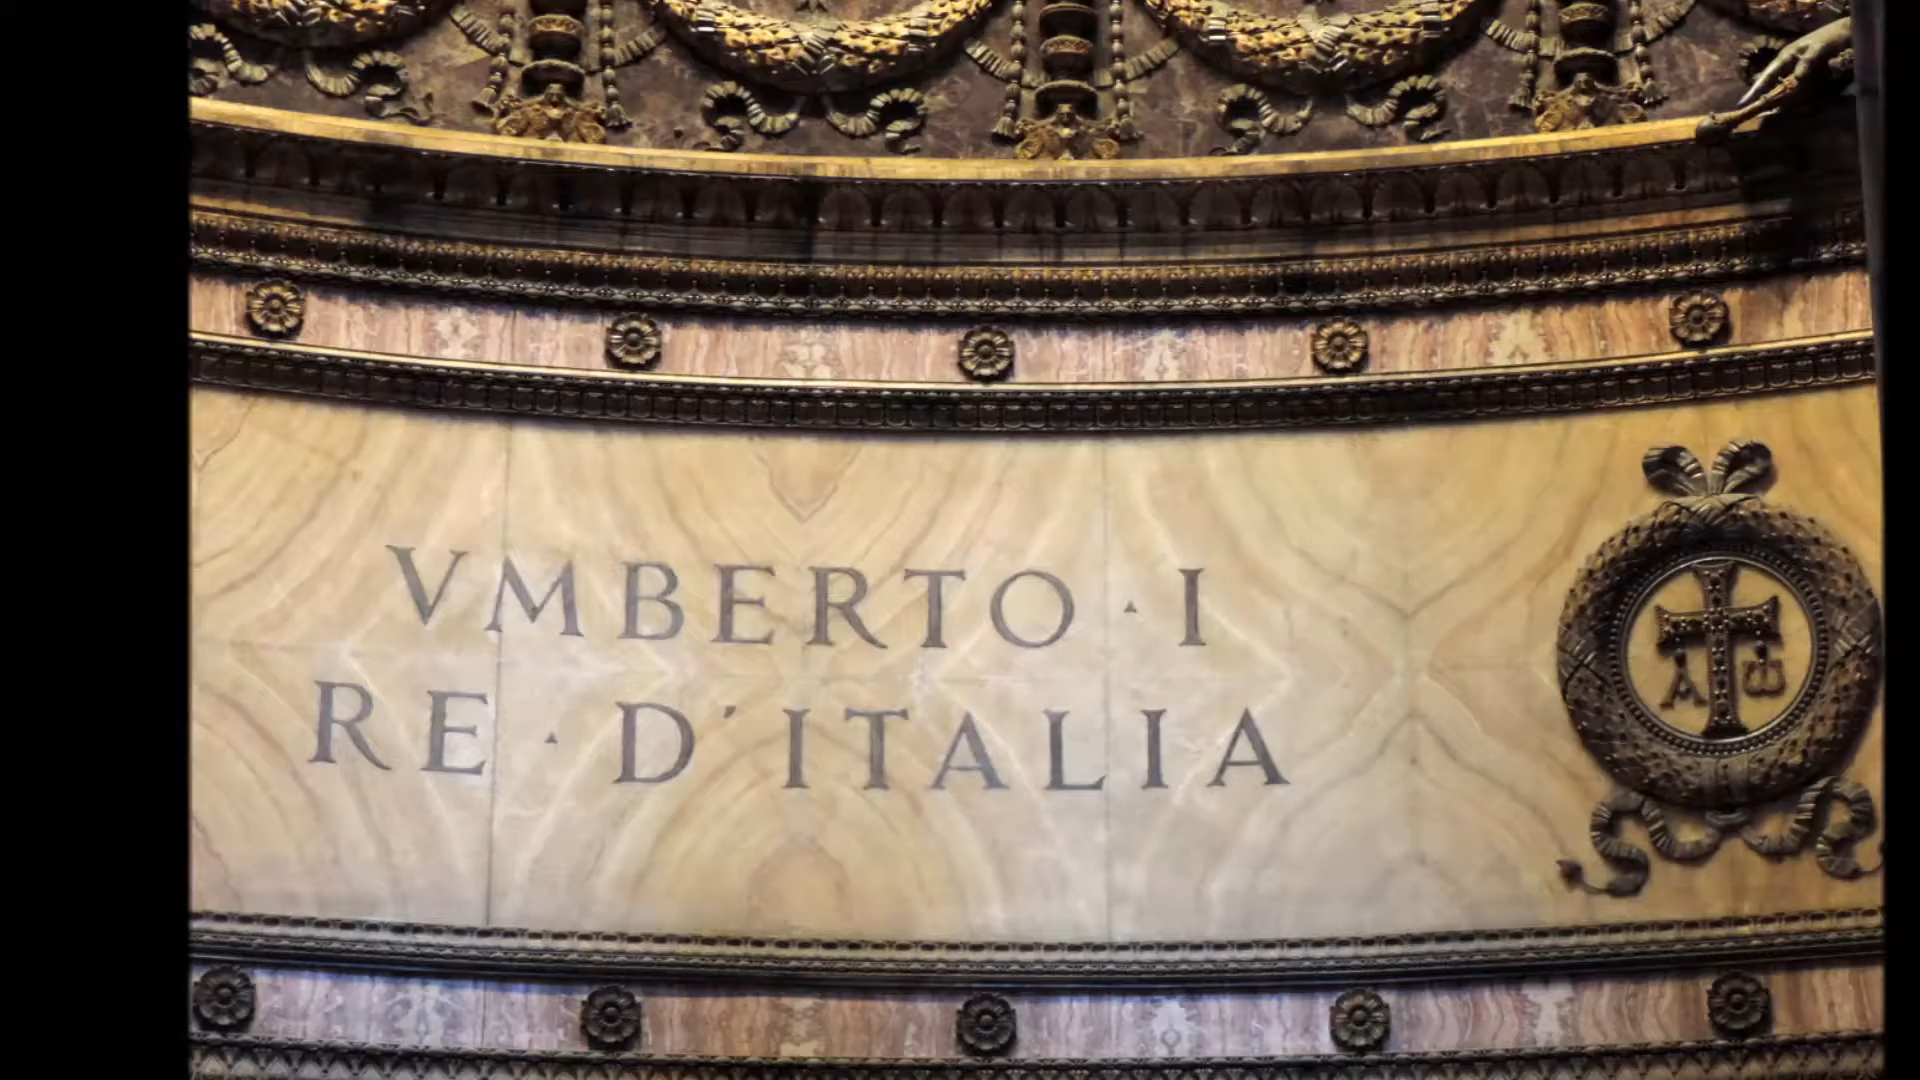 VMBERTO · I
RE · D'ITALIA
A ω